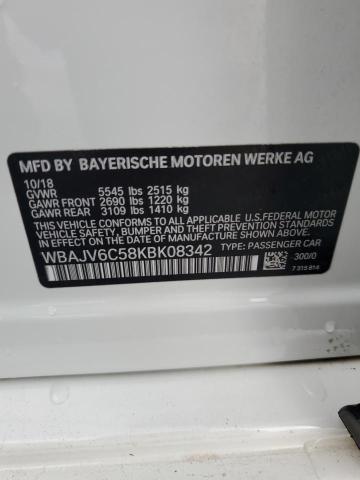 MFD BY BAYERISCHE MOTOREN WERKE AG
10/18
GVWR 5545 lbs 2515 kg
GAWR FRONT 2690 lbs 1220 kg
GAWR REAR 3109 lbs 1410 kg
THIS VEHICLE CONFORMS TO ALL APPLICABLE U.S.FEDERAL MOTOR
VEHICLE SAFETY, BUMPER, AND THEFT PREVENTION STANDARDS
IN EFFECT ON THE DATE OF MANUFACTURE SHOWN ABOVE.
WBAJV6C58KBK08342 TYPE: PASSENGER CAR
300/0
7 315 814